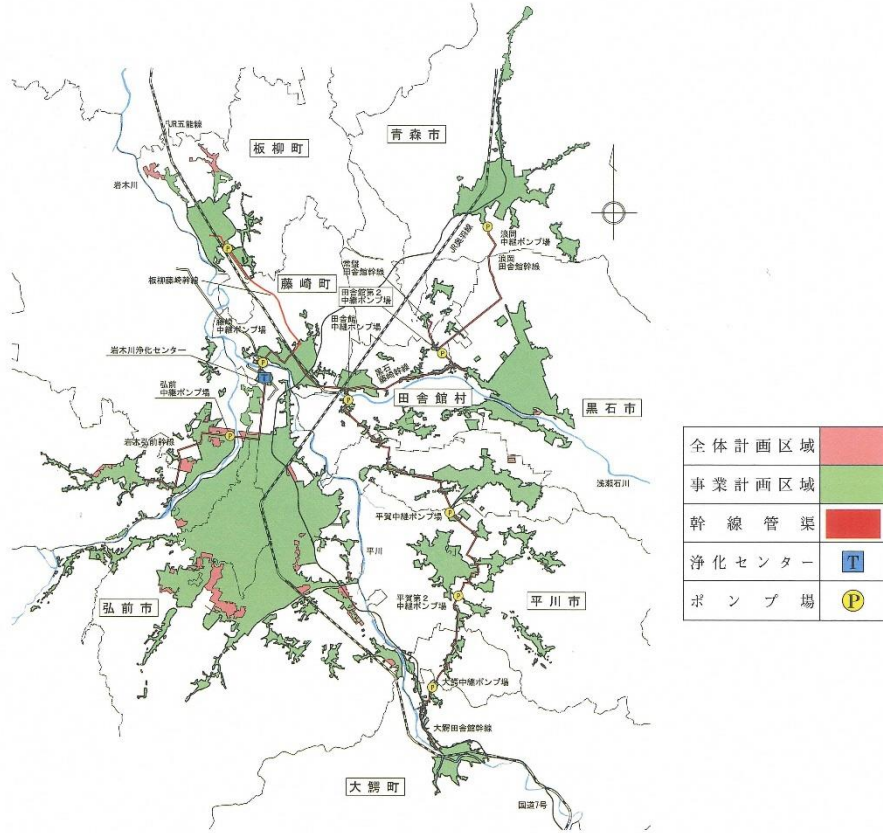 JR五能線
板柳町
青森市
岩木川
浪岡
中継ポンプ場
浪岡
田舎館幹線
JR奥羽線
常盤
田舎館幹線
藤崎町
板柳藤崎幹線
田舎館第2
中継ポンプ場
藤崎
中継ポンプ場
田舎館
中継ポンプ場
岩木川浄化センター
弘前
中継ポンプ場
黒石
藤崎幹線
田舎館村
黒石市
岩木弘前幹線
浅瀬石川
平賀中継ポンプ場
平川
平賀第2
中継ポンプ場
平川市
弘前市
大鰐中継ポンプ場
大鰐田舎館幹線
大鰐町
国道7号
P
P
P
P
T
P
P
P
P
P
全体計画区域
事業計画区域
幹線管渠
浄化センター T
ポンプ場 P